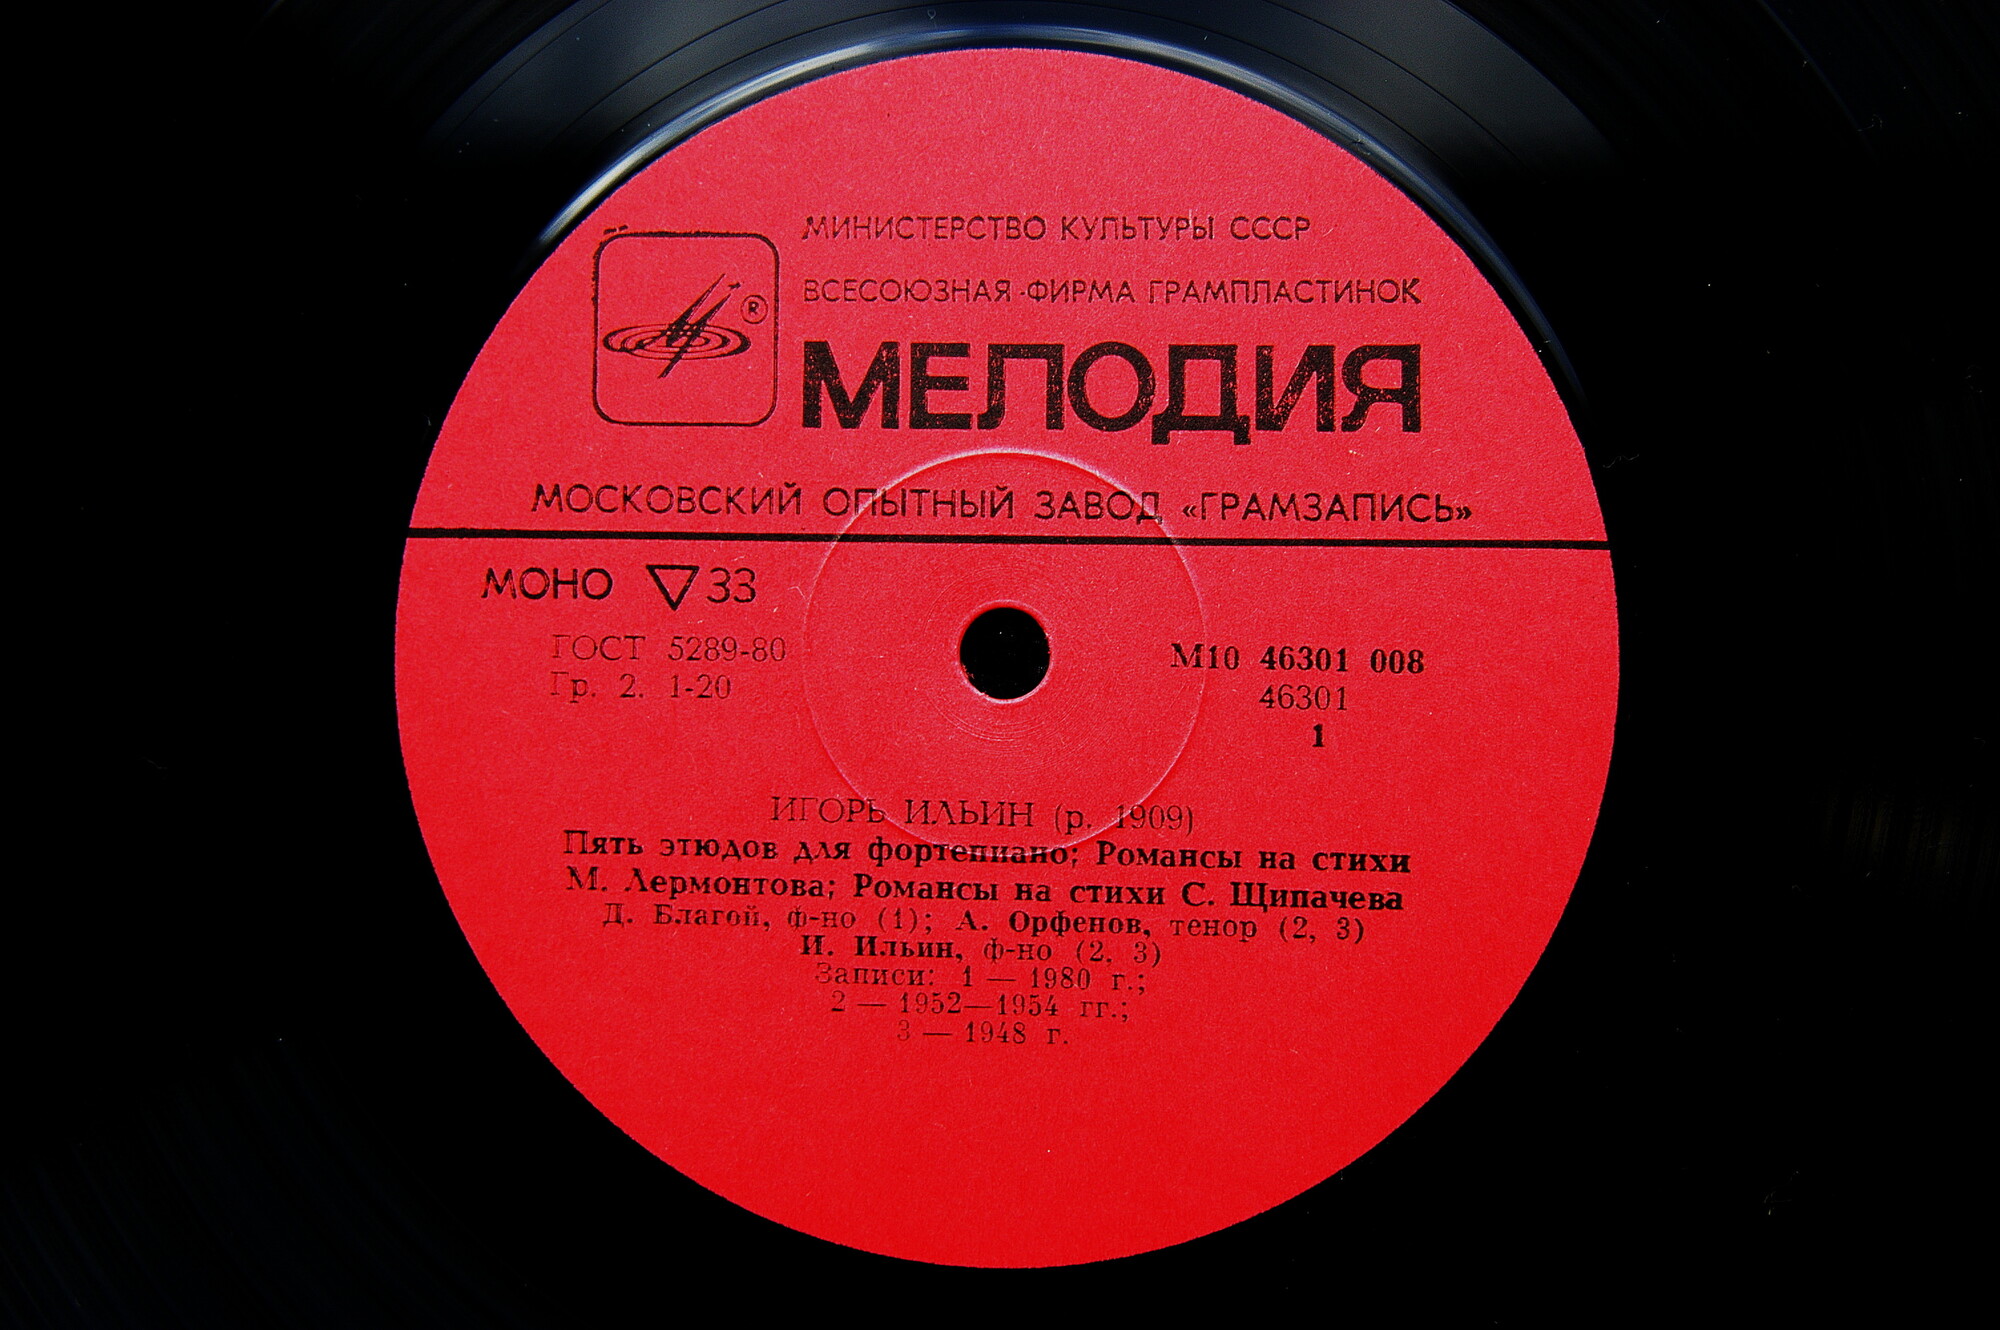 МИНИСТЕРСТВО КУЛЬТУРЫ СССР
ВСЕСОЮЗНАЯ ФИРМА ГРАМПЛАСТИНОК
®
МЕЛОДИЯ
МОСКОВСКИЙ ОПЫТНЫЙ ЗАВОД «ГРАМЗАПИСЬ»
МОНО ▽33
ГОСТ 5289-80
Гр. 2. 1-20
М10 46301 008
46301
1
ИГОРЬ ИЛЬИН (р. 1909)
Пять этюдов для фортепиано; Романсы на стихи
М. Лермонтова; Романсы на стихи С. Щипачева
Д. Благой, ф-но (1); А. Орфенов, тенор (2, 3)
И. Ильин, ф-но (2, 3)
Записи: 1 — 1980 г.;
2 — 1952—1954 гг.;
3 — 1948 г.